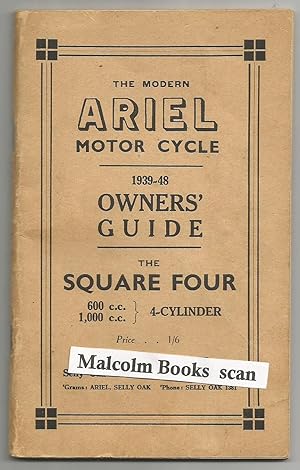 THE MODERN
ARIEL
MOTOR CYCLE
1939-48
OWNERS'
GUIDE
THE
SQUARE FOUR
600 c.c. } 4-CYLINDER
1,000 c.c.
Price . . 1/6
Malcolm Books scan
'Grams: ARIEL, SELLY OAK 'Phone: SELLY OAK 1381